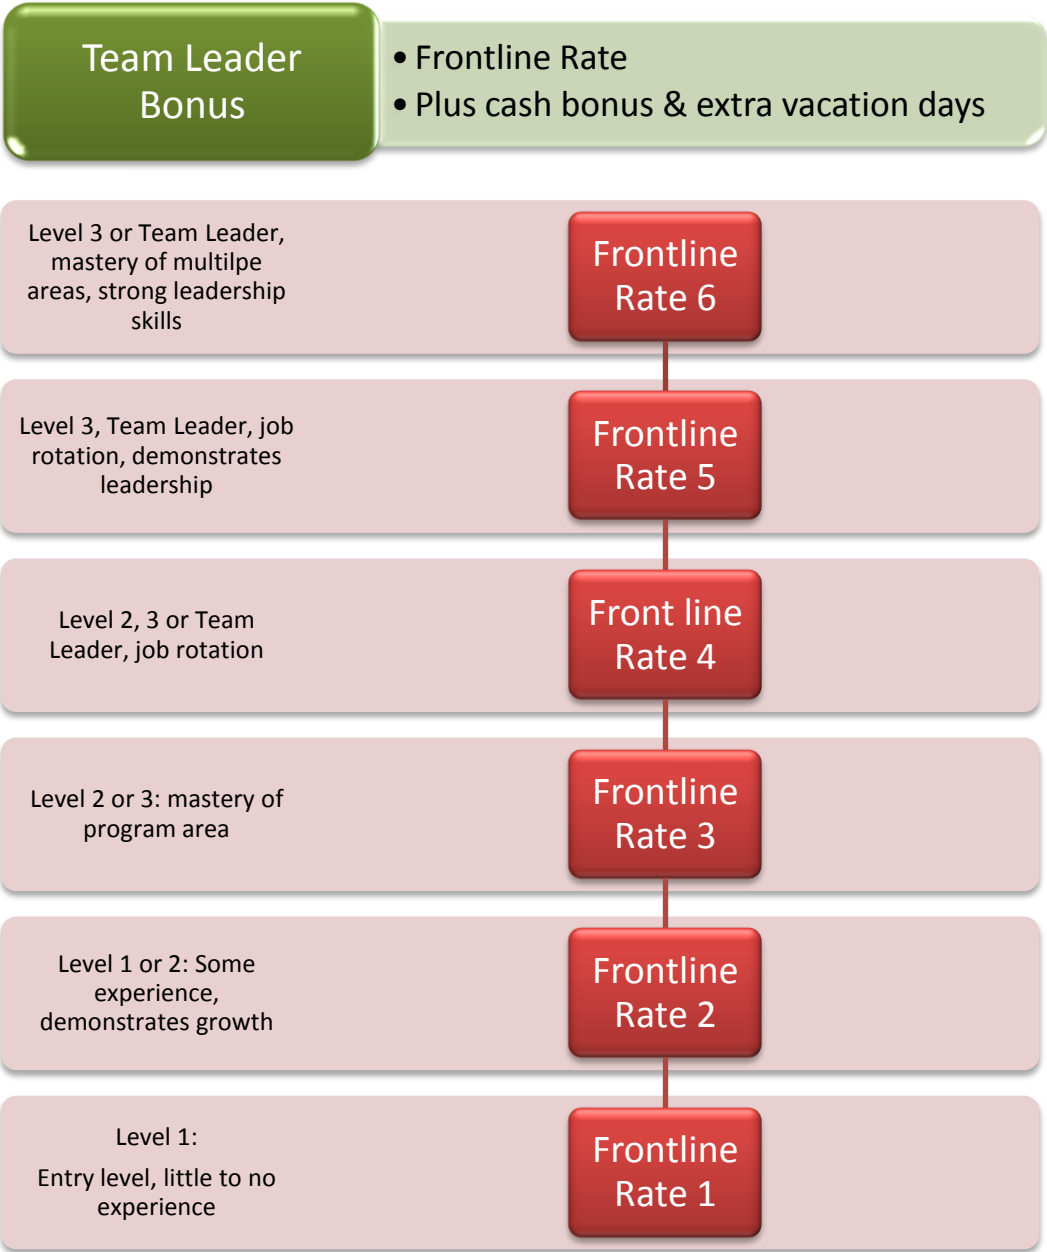 Team Leader
Bonus
• Frontline Rate
• Plus cash bonus & extra vacation days
Level 3 or Team Leader,
mastery of multilpe
areas, strong leadership
skills
Frontline
Rate 6
Level 3, Team Leader, job
rotation, demonstrates
leadership
Frontline
Rate 5
Level 2, 3 or Team
Leader, job rotation
Front line
Rate 4
Level 2 or 3: mastery of
program area
Frontline
Rate 3
Level 1 or 2: Some
experience,
demonstrates growth
Frontline
Rate 2
Level 1:
Entry level, little to no
experience
Frontline
Rate 1